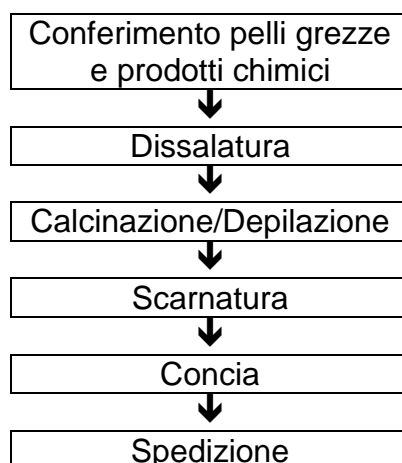 Conferimento pelli grezze
e prodotti chimici
Dissalatura
Calcinazione/Depilazione
Scarnatura
Concia
Spedizione